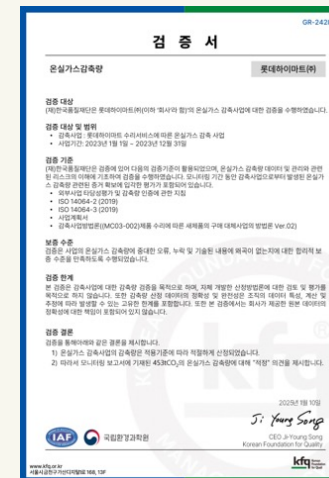 GR-2428
검 증 서
온실가스감축량
롯데하이마트㈜
검증 대상
(재)한국품질재단은 롯데하이마트㈜(이하 ‘회사’라 함)의 온실가스 감축사업에 대한 검증을 수행하였습니다.
검증 대상 및 범위
• 감축사업 : 롯데하이마트 수리서비스에 따른 온실가스 감축 사업
• 사업기간: 2023년 1월 1일 ~ 2023년 12월 31일
검증 기준
(재)한국품질재단은 검증에 있어 다음의 검증기준이 활용되었으며, 온실가스 감축량 데이터 및 관리와 관련
된 리스크의 이해에 기초하여 검증을 수행하였습니다. 모니터링 기간 동안 감축사업으로부터 발생된 온실가
스 감축량 관련된 증거 확보에 입각한 평가가 포함되어 있습니다.
• 외부사업 타당성평가 및 감축량 인증에 관한 지침
• ISO 14064-2 (2019)
• ISO 14064-3 (2019)
• 사업계획서
• 감축사업방법론((MC03-002)제품 수리에 따른 새제품의 구매 대체사업의 방법론 Ver.02)
보증 수준
검증은 사업의 온실가스 감축량에 중대한 오류, 누락 및 기술된 내용에 왜곡이 없는지에 대한 합리적 보
증 수준을 만족하도록 수행되었습니다.
검증 한계
본 검증은 감축사업에 대한 감축량 검증을 목적으로 하며, 자체 개발한 산정방법론에 대한 검토 및 평가를
목적으로 하지 않습니다. 또한 감축량 산정 데이터의 정확성 및 완전성은 조직의 데이터 특성, 계산 및
추정에 따라 발생할 수 있는 고유한 한계를 포함합니다. 또한 본 검증에서는 회사가 제공한 원본 데이터의
정확성에 대한 책임이 포함되어 있지 않습니다.
검증 결론
검증을 통해아래와 같은 결론을 제시합니다.
1) 온실가스 감축사업의 감축량은 적용기준에 따라 적절하게 산정되었습니다.
2) 따라서 모니터링 보고서에 기재된 453tCO₂의 온실가스 감축량에 대해 “적정” 의견을 제시합니다.
2025년 1월 10일
Ji Young Song
CEO Ji-Young Song
Korean Foundation for Quality
IAF
국립환경과학원
www.kfq.or.kr
서울시 금천구 가산디지털1로 168, 13F
kfq